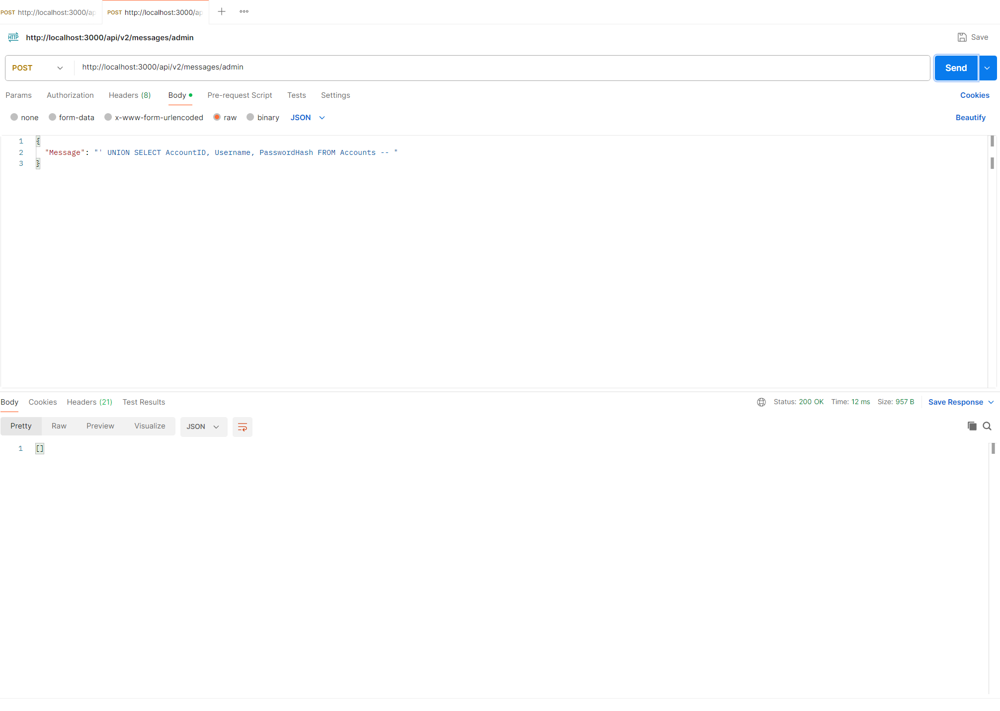 POST http://localhost:3000/ap POST http://localhost:3000/ap
HTTP http://localhost:3000/api/v2/messages/admin Save
POST http://localhost:3000/api/v2/messages/admin Send
Params Authorization Headers (8) Body Pre-request Script Tests Settings Cookies
none form-data x-www-form-urlencoded raw binary JSON Beautify
1 {
2 "Message": "' UNION SELECT AccountID, Username, PasswordHash FROM Accounts -- "
3 }
Body Cookies Headers (21) Test Results Status: 200 OK Time: 12 ms Size: 957 B Save Response
Pretty Raw Preview Visualize JSON
1 []